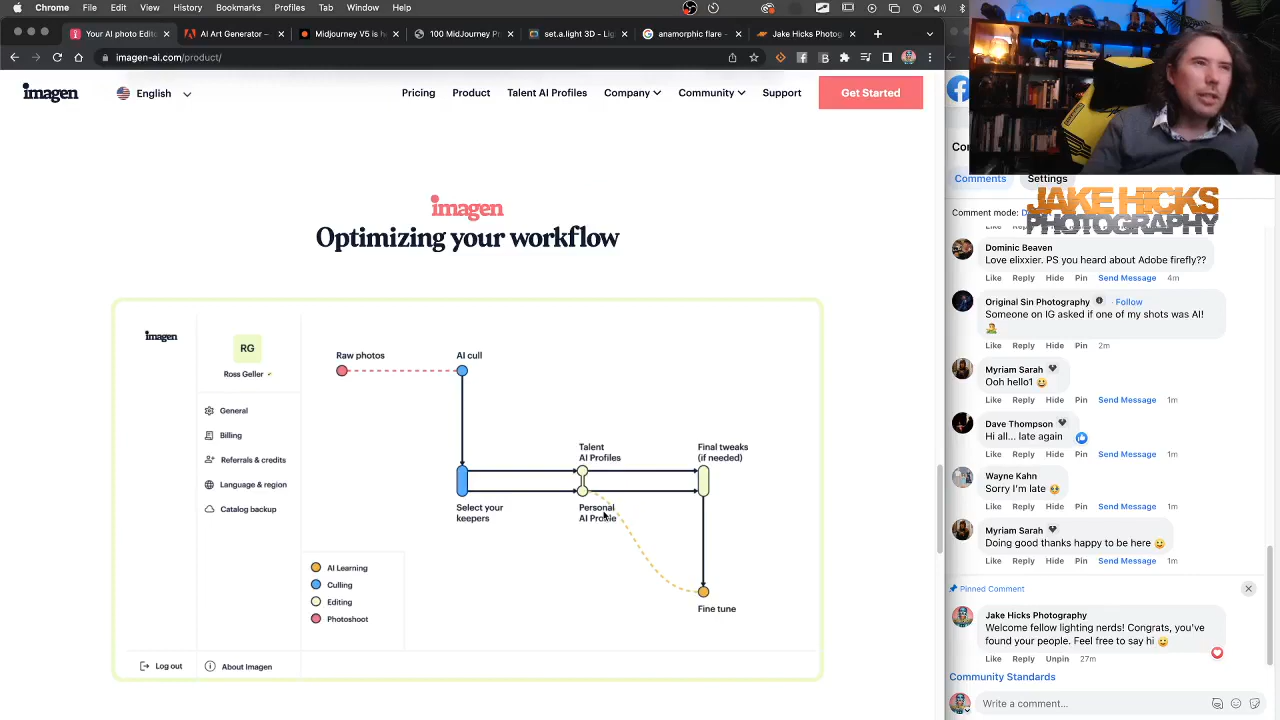 History
Bookmarks
Profiles
Tab
Window
Help
Your AI photo Edito
AI Art Generator –
Midjourney V5 is h
100 MidJourney Pr
set.a.light 3D - Lig
anamorphic flare -
Jake Hicks Photog
imagen-ai.com/product/
imagen
English
Pricing
Product
Talent AI Profiles
Company
Community
Support
Get Started
imagen
Optimizing your workflow
imagen
RG
Ross Geller
General
Billing
Referrals & credits
Language & region
Catalog backup
Log out
About Imagen
Raw photos
AI cull
Select your
keepers
Talent
AI Profiles
Personal
AI Profile
Final tweaks
(if needed)
Fine tune
AI Learning
Culling
Editing
Photoshoot
Comments
Settings
JAKE HICKS
PHOTOGRAPHY
Comment mode:
Dominic Beaven
Love elixxier. PS you heard about Adobe firefly??
Like Reply Hide Pin Send Message 4m
Original Sin Photography · Follow
Someone on IG asked if one of my shots was AI!
Like Reply Hide Pin 2m
Myriam Sarah
Ooh hello1
Like Reply Hide Pin Send Message 1m
Dave Thompson
Hi all... late again
Like Reply Hide Pin Send Message 1m
Wayne Kahn
Sorry I'm late
Like Reply Hide Pin Send Message 1m
Myriam Sarah
Doing good thanks happy to be here
Like Reply Hide Pin Send Message 1m
Pinned Comment
Jake Hicks Photography
Welcome fellow lighting nerds! Congrats, you've
found your people. Feel free to say hi
Like Reply Unpin 27m
Community Standards
Write a comment...